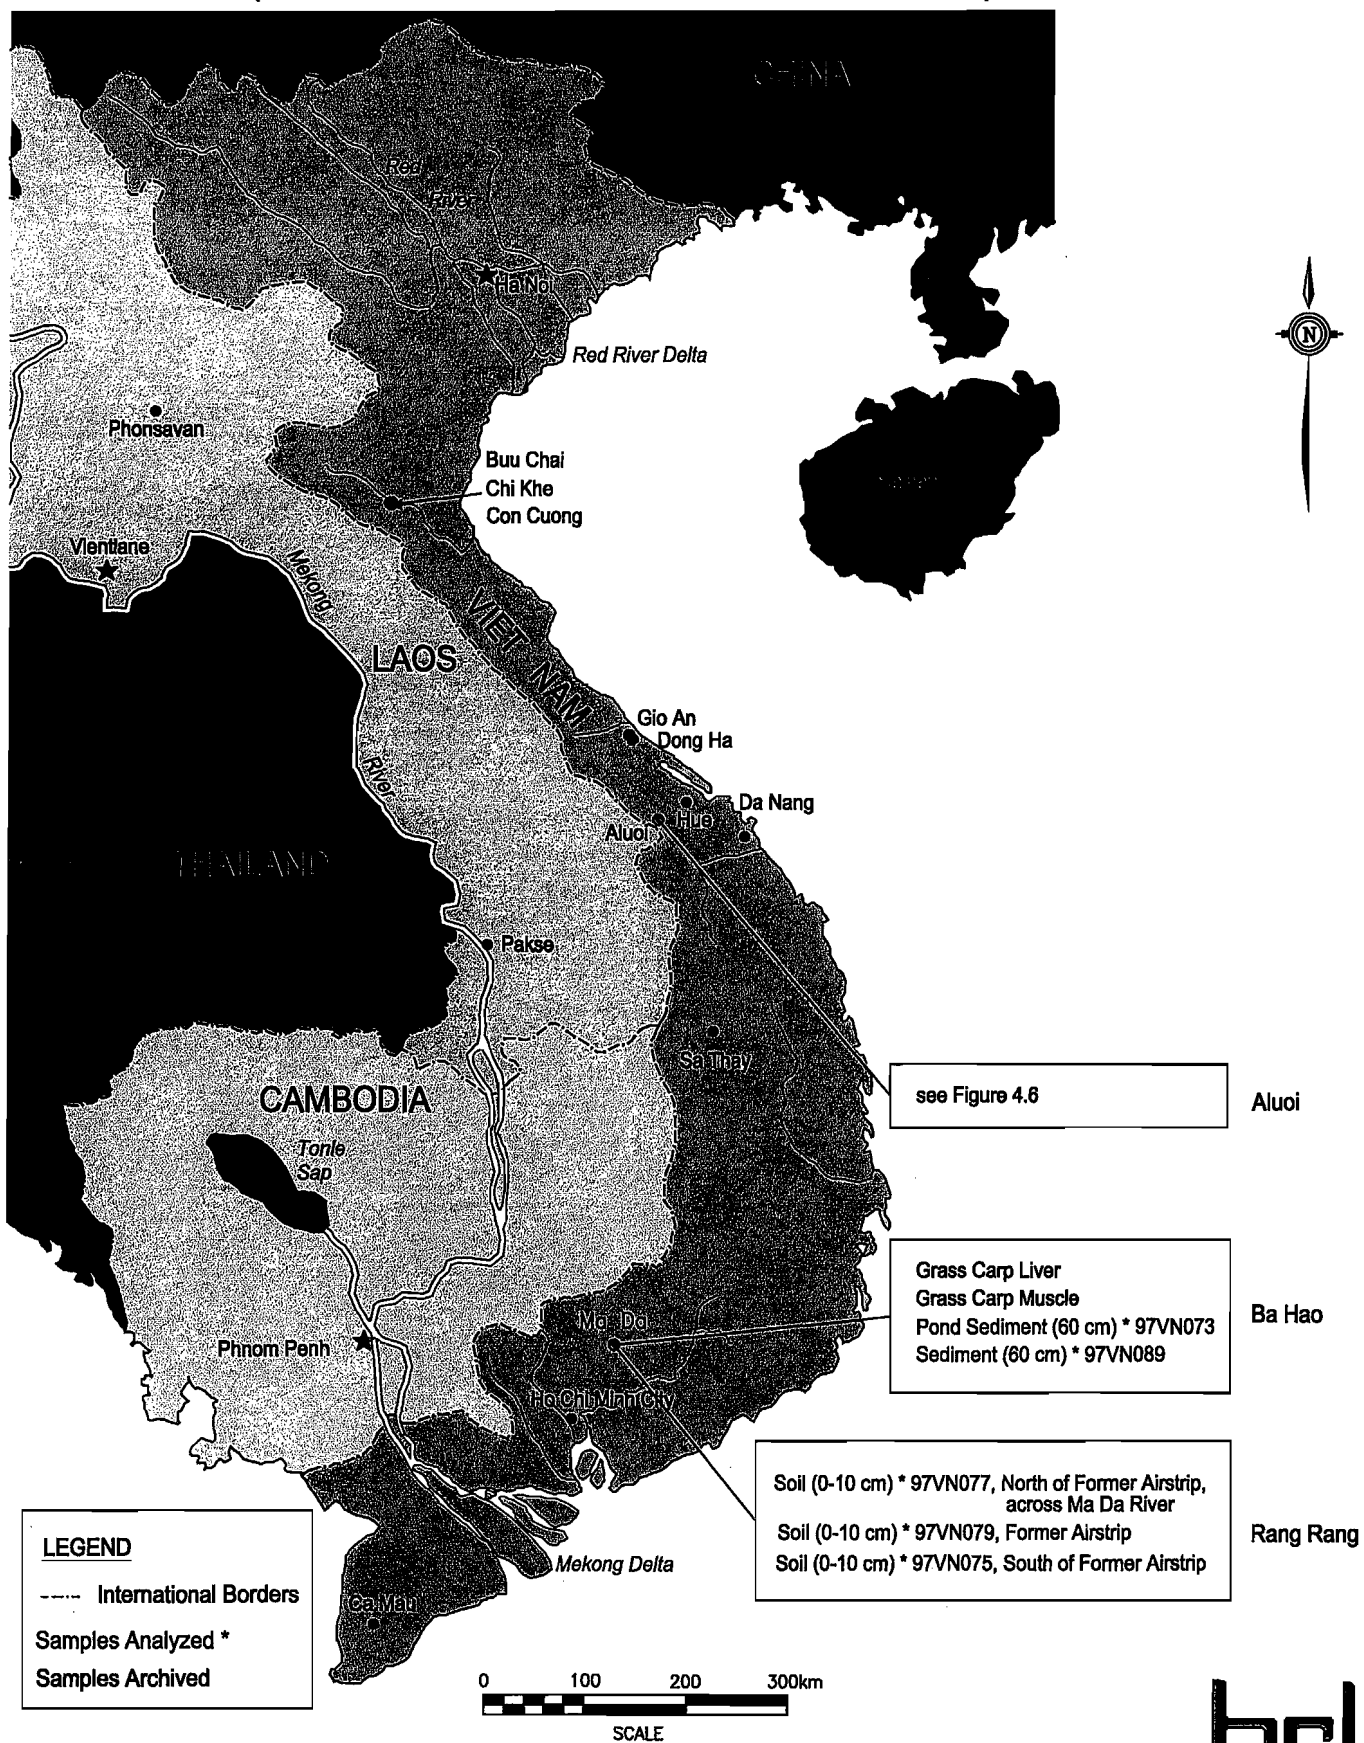 CHINA
Red
River
Ha Noi
Red River Delta
N
Phonsavan
Buu Chai
Chi Khe
Con Cuong
Vientiane
Mekong
River
LAOS
VIET NAM
Gio An
Dong Ha
Da Nang
Hue
Aluoi
THAILAND
Pakse
Sa Thay
see Figure 4.6
Aluoi
CAMBODIA
Tonle
Sap
Grass Carp Liver
Grass Carp Muscle
Pond Sediment (60 cm) * 97VN073
Sediment (60 cm) * 97VN089
Ba Hao
Ma Da
Phnom Penh
Ho Chi Minh City
Soil (0-10 cm) * 97VN077, North of Former Airstrip,
across Ma Da River
Soil (0-10 cm) * 97VN079, Former Airstrip
Soil (0-10 cm) * 97VN075, South of Former Airstrip
Rang Rang
Mekong Delta
Ca Mau
LEGEND
International Borders
Samples Analyzed *
Samples Archived
0 100 200 300km
SCALE